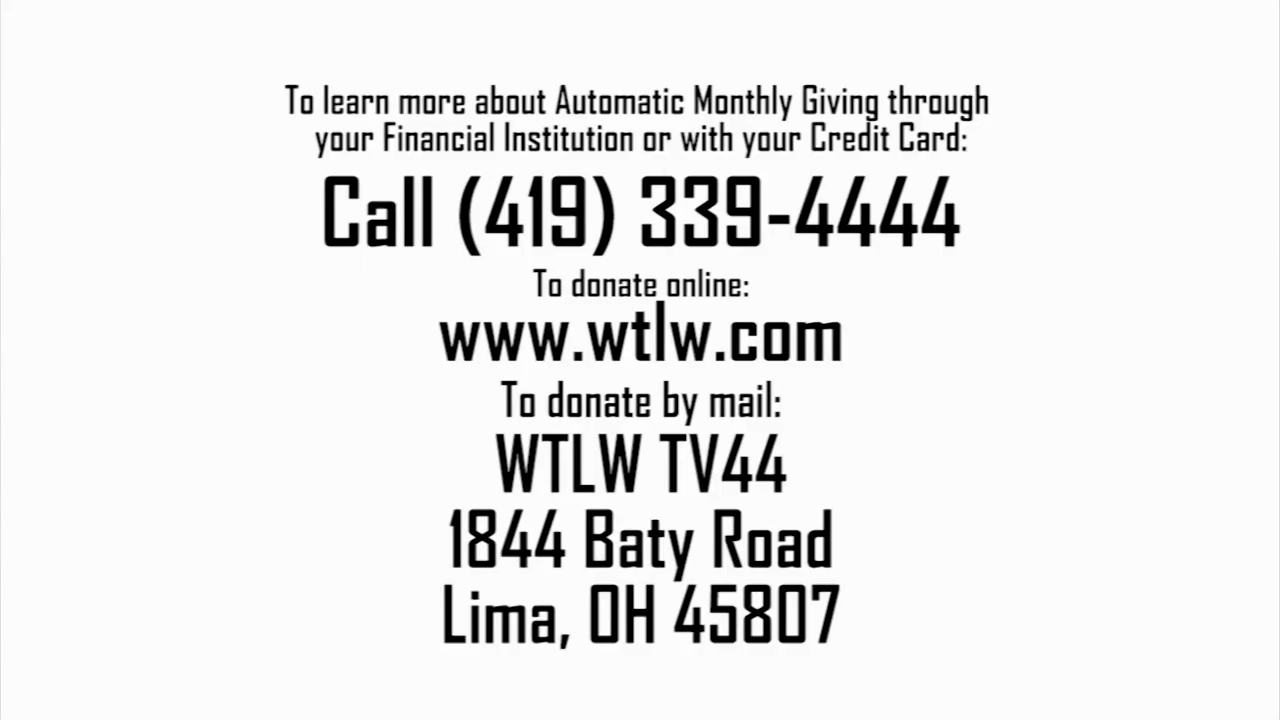 To learn more about Automatic Monthly Giving through
your Financial Institution or with your Credit Card:
Call (419) 339-4444
To donate online:
www.wtlw.com
To donate by mail:
WTLW TV44
1844 Baty Road
Lima, OH 45807